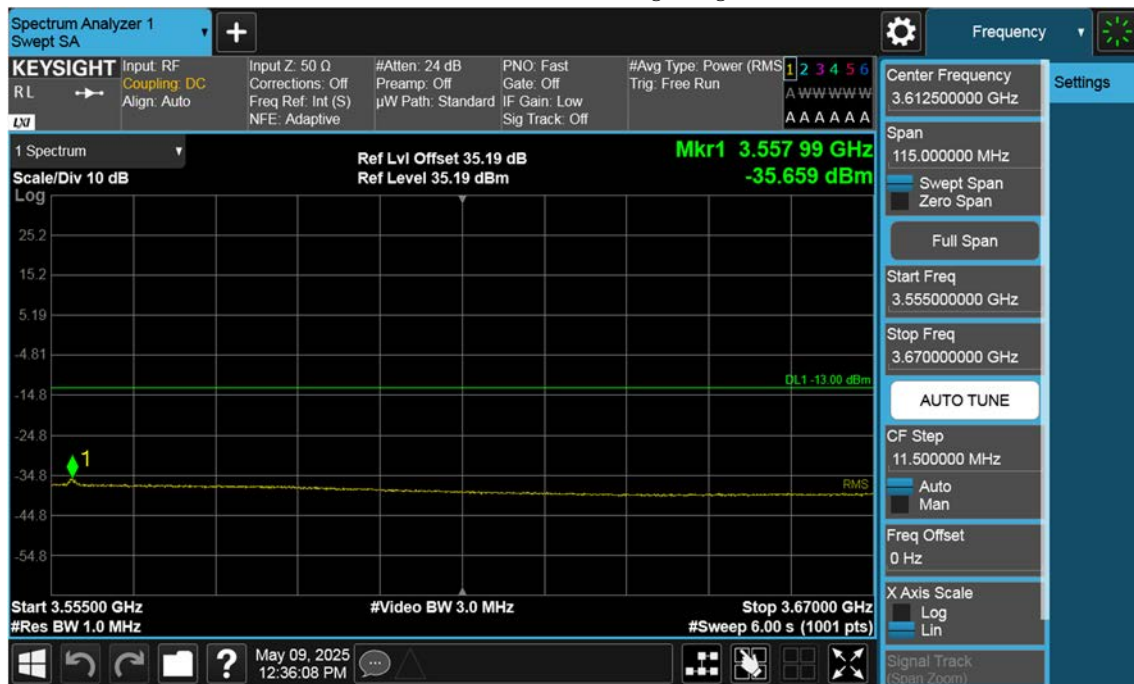 Spectrum Analyzer 1
Swept SA
Frequency
KEYSIGHT
RL
LXI
Input: RF
Coupling: DC
Align: Auto
Input Z: 50 Ω
Corrections: Off
Freq Ref: Int (S)
NFE: Adaptive
#Atten: 24 dB
Preamp: Off
µW Path: Standard
PNO: Fast
Gate: Off
IF Gain: Low
Sig Track: Off
#Avg Type: Power (RMS
Trig: Free Run
1 2 3 4 5 6
A W W W W W
A A A A A A
1 Spectrum
Scale/Div 10 dB
Ref Lvl Offset 35.19 dB
Ref Level 35.19 dBm
Mkr1 3.557 99 GHz
-35.659 dBm
Log
25.2
15.2
5.19
-4.81
-14.8
-24.8
-34.8
-44.8
-54.8
DL1 -13.00 dBm
1
RMS
Start 3.55500 GHz
#Res BW 1.0 MHz
#Video BW 3.0 MHz
Stop 3.67000 GHz
#Sweep 6.00 s (1001 pts)
May 09, 2025
12:36:08 PM
Center Frequency
3.612500000 GHz
Settings
Span
115.000000 MHz
Swept Span
Zero Span
Full Span
Start Freq
3.555000000 GHz
Stop Freq
3.670000000 GHz
AUTO TUNE
CF Step
11.500000 MHz
Auto
Man
Freq Offset
0 Hz
X Axis Scale
Log
Lin
Signal Track
(Span Zoom)